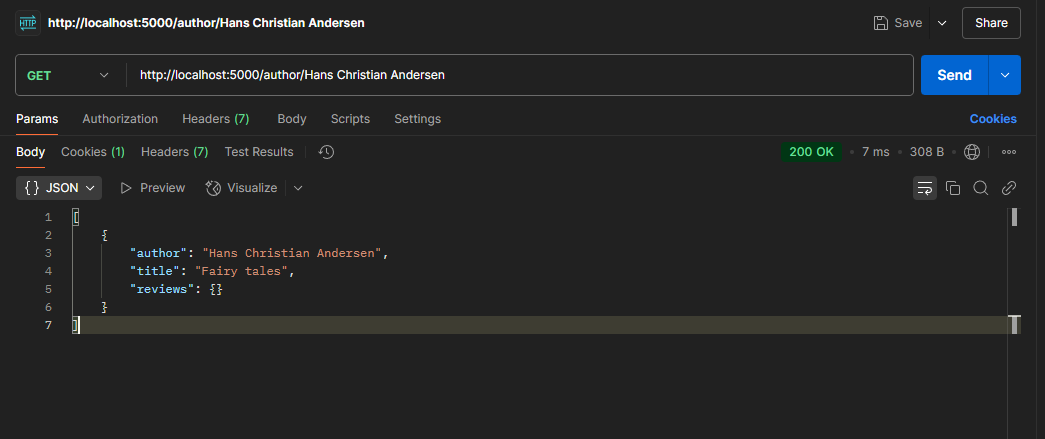 HTTP http://localhost:5000/author/Hans Christian Andersen Save Share
GET http://localhost:5000/author/Hans Christian Andersen Send
Params Authorization Headers (7) Body Scripts Settings Cookies
Body Cookies (1) Headers (7) Test Results 200 OK • 7 ms • 308 B •
{} JSON Preview Visualize
1 [
2 {
3 "author": "Hans Christian Andersen",
4 "title": "Fairy tales",
5 "reviews": {}
6 }
7 ]